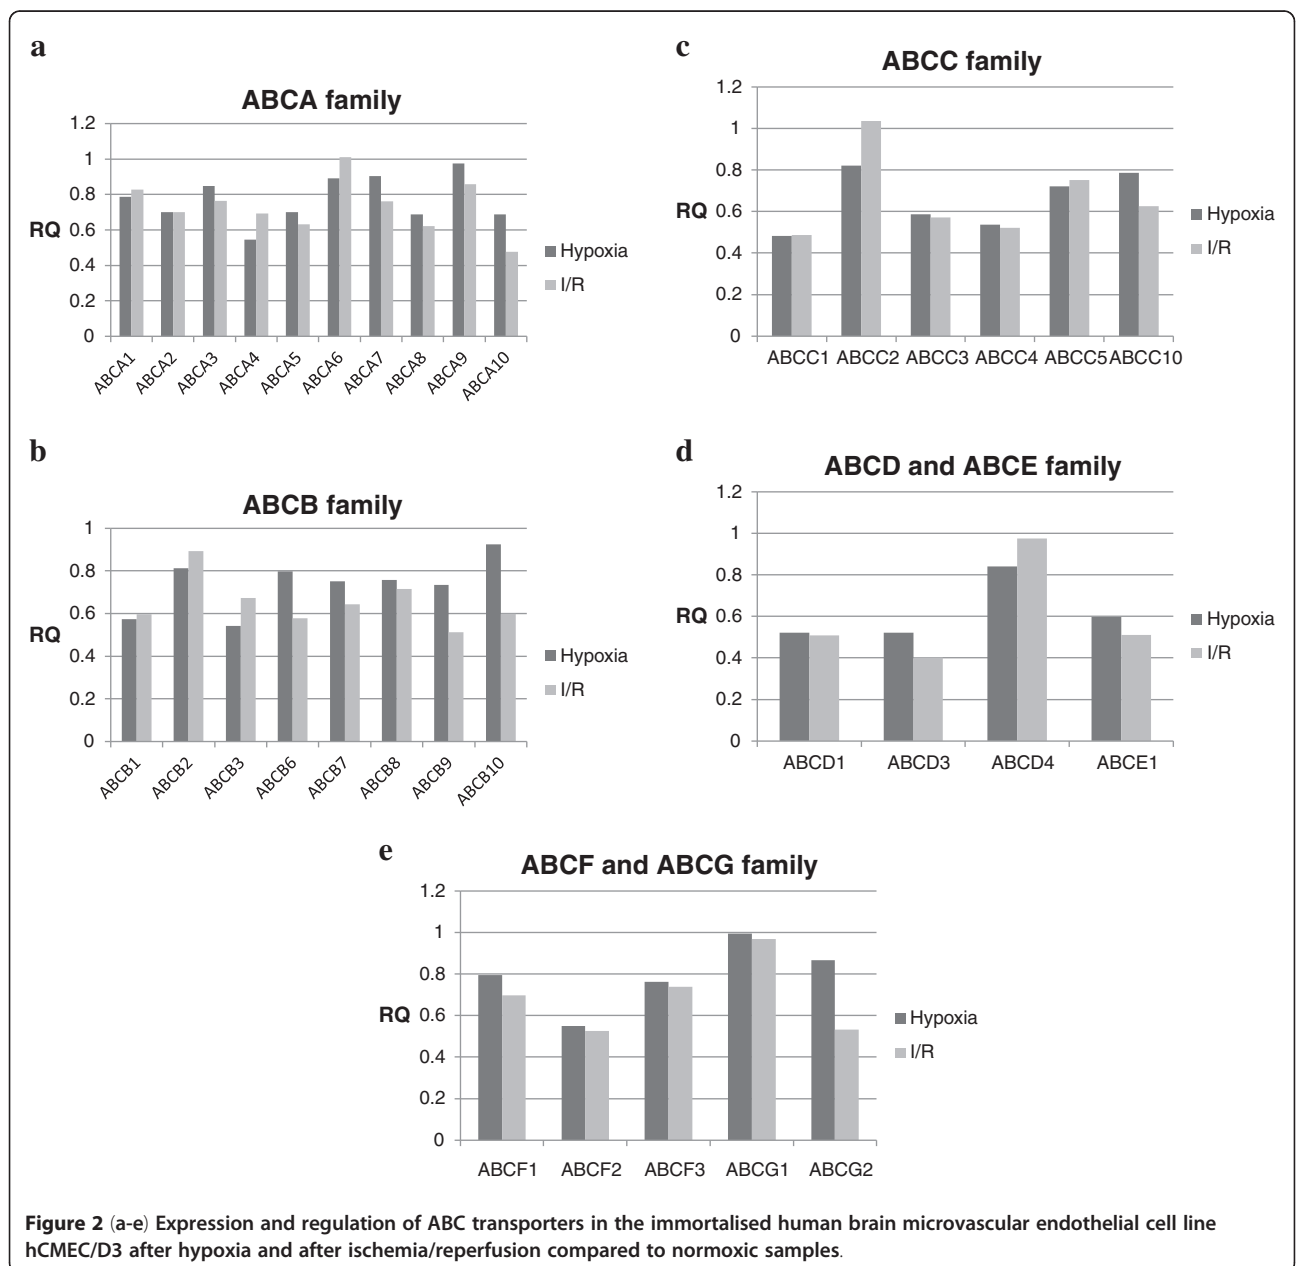 a
ABCA family
1.2
1
0.8
0.6
0.4
0.2
0
RQ
Hypoxia
I/R
ABCA1 ABCA2 ABCA3 ABCA4 ABCA5 ABCA6 ABCA7 ABCA8 ABCA9 ABCA10
b
ABCB family
1
0.8
0.6
0.4
0.2
0
RQ
Hypoxia
I/R
ABCB1 ABCB2 ABCB3 ABCB6 ABCB7 ABCB8 ABCB9 ABCB10
c
ABCC family
1.2
1
0.8
0.6
0.4
0.2
0
RQ
Hypoxia
I/R
ABCC1 ABCC2 ABCC3 ABCC4 ABCC5 ABCC10
d
ABCD and ABCE family
1.2
1
0.8
0.6
0.4
0.2
0
RQ
Hypoxia
I/R
ABCD1 ABCD3 ABCD4 ABCE1
e
ABCF and ABCG family
1.2
1
0.8
0.6
0.4
0.2
0
RQ
Hypoxia
I/R
ABCF1 ABCF2 ABCF3 ABCG1 ABCG2
Figure 2 (a-e) Expression and regulation of ABC transporters in the immortalised human brain microvascular endothelial cell line
hCMEC/D3 after hypoxia and after ischemia/reperfusion compared to normoxic samples.